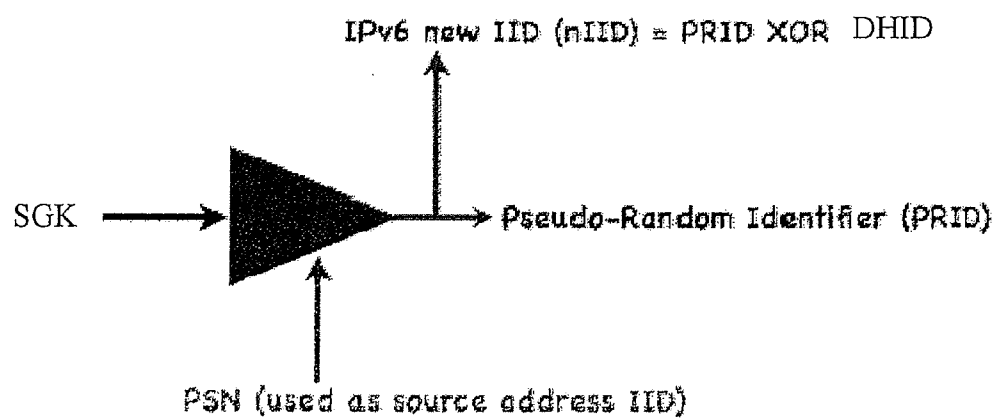 IPv6 new IID (nIID) = PRID XOR DHID
SGK
Pseudo-Random Identifier (PRID)
PSN (used as source address IID)